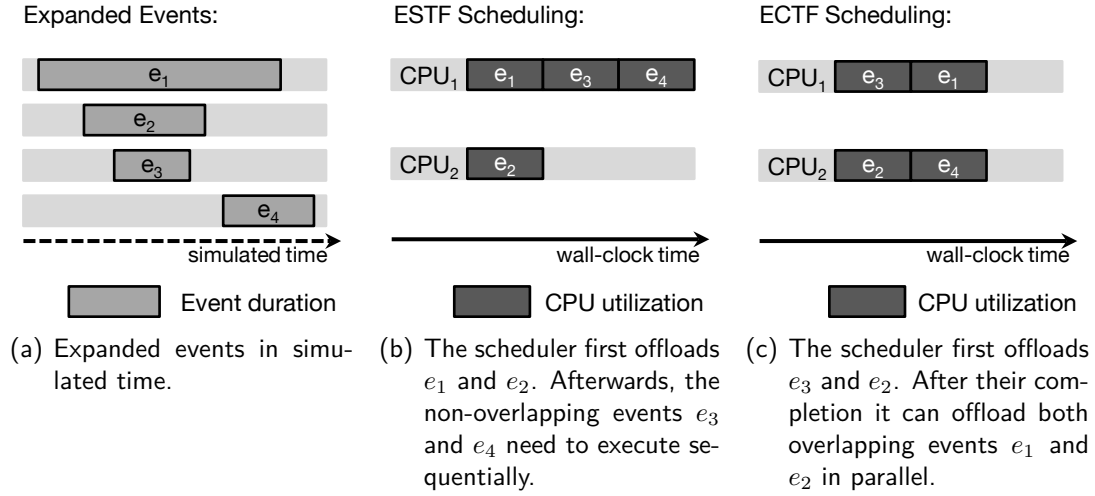 Expanded Events:
e1
e2
e3
e4
simulated time
Event duration
(a) Expanded events in simu-
lated time.
ESTF Scheduling:
CPU1 e1 e3 e4
CPU2 e2
wall-clock time
CPU utilization
(b) The scheduler first offloads
e1 and e2. Afterwards, the
non-overlapping events e3
and e4 need to execute se-
quentially.
ECTF Scheduling:
CPU1 e3 e1
CPU2 e2 e4
wall-clock time
CPU utilization
(c) The scheduler first offloads
e3 and e2. After their com-
pletion it can offload both
overlapping events e1 and
e2 in parallel.